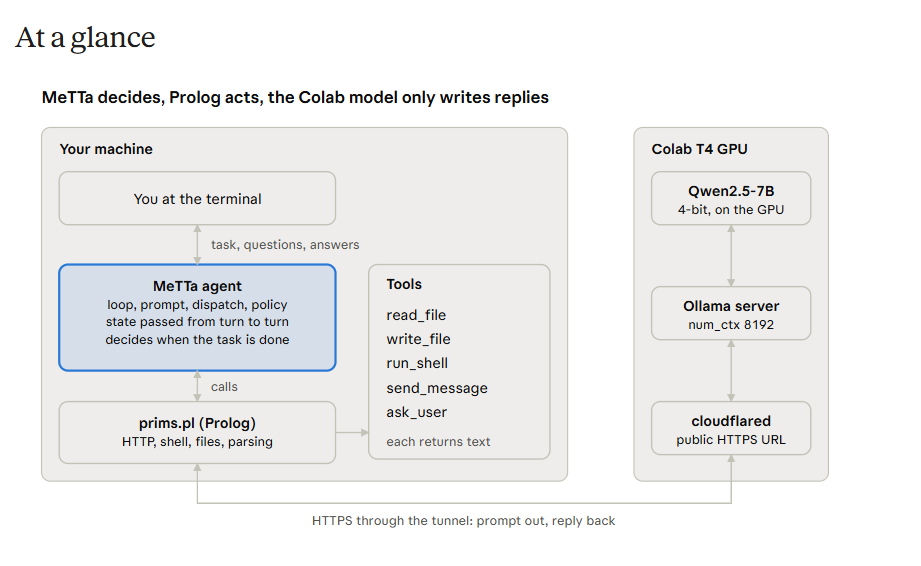 At a glance
MeTTa decides, Prolog acts, the Colab model only writes replies
Your machine
You at the terminal
task, questions, answers
MeTTa agent
loop, prompt, dispatch, policy
state passed from turn to turn
decides when the task is done
calls
prims.pl (Prolog)
HTTP, shell, files, parsing
Tools
read_file
write_file
run_shell
send_message
ask_user
each returns text
Colab T4 GPU
Qwen2.5-7B
4-bit, on the GPU
Ollama server
num_ctx 8192
cloudflared
public HTTPS URL
HTTPS through the tunnel: prompt out, reply back